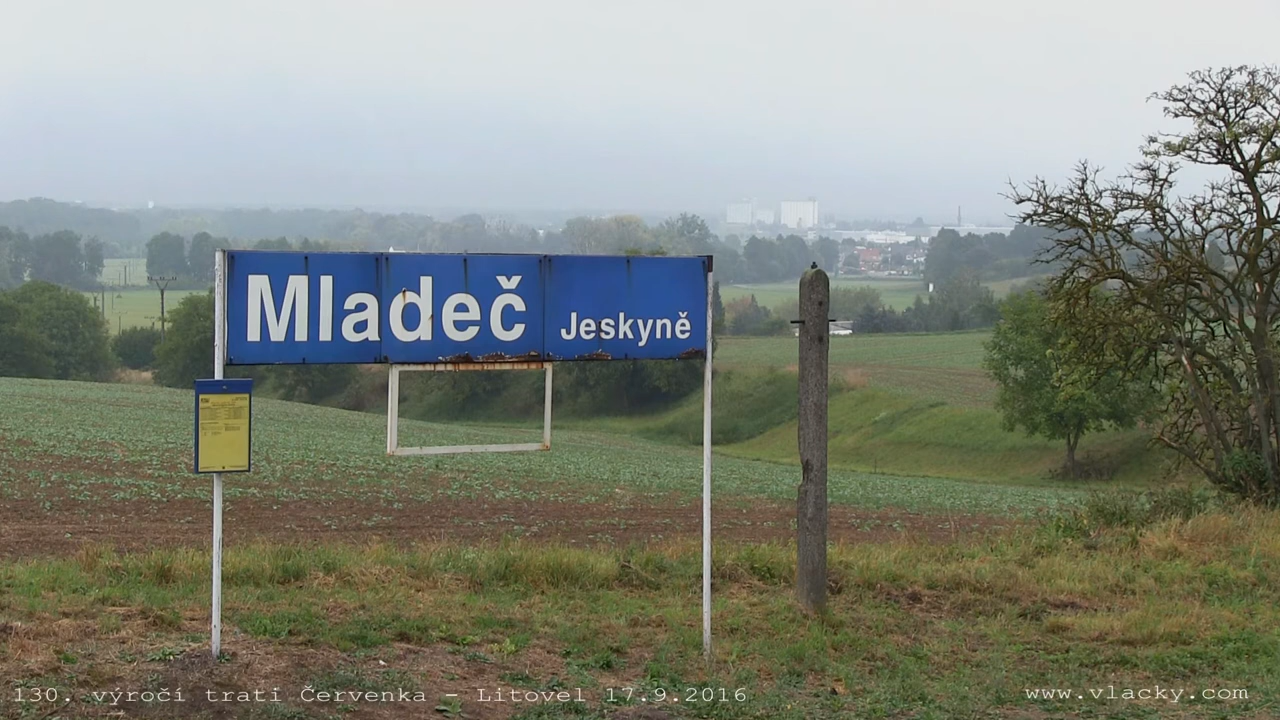 Mladeč Jeskyně
130. výročí trati Červenka - Litovel 17.9.2016
www.vlacky.com